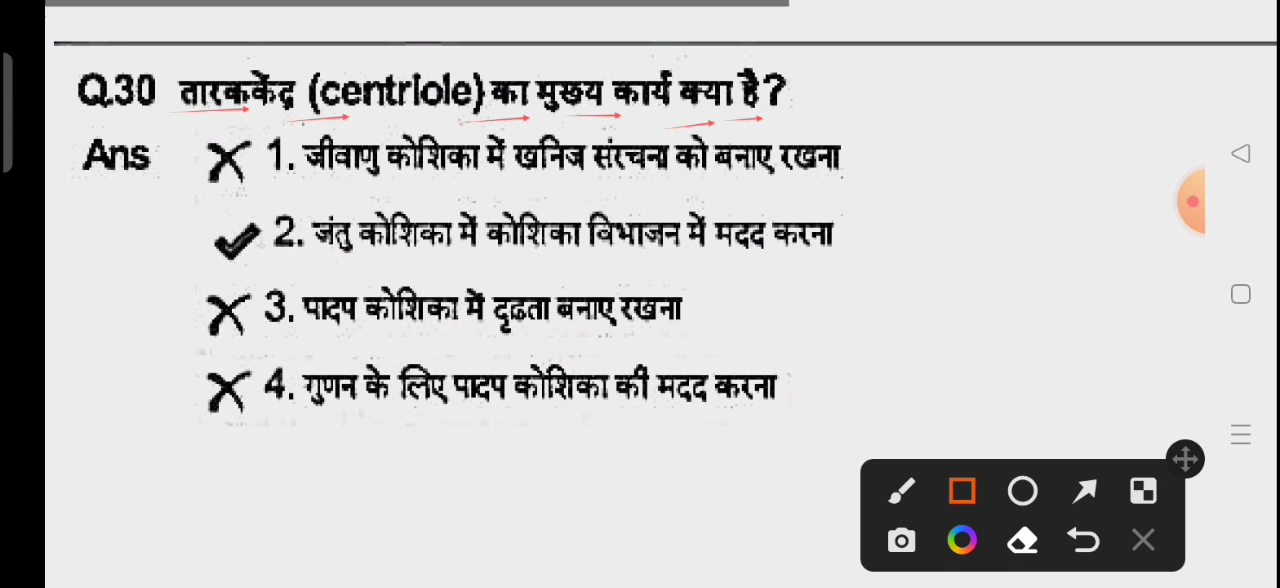 Q.30 तारककेंद्र (centriole) का मुख्य कार्य क्या है?
Ans 1. जीवाणु कोशिका में खनिज संरचना को बनाए रखना
2. जंतु कोशिका में कोशिका विभाजन में मदद करना
3. पादप कोशिका में दृढता बनाए रखना
4. गुणन के लिए पादप कोशिका की मदद करना